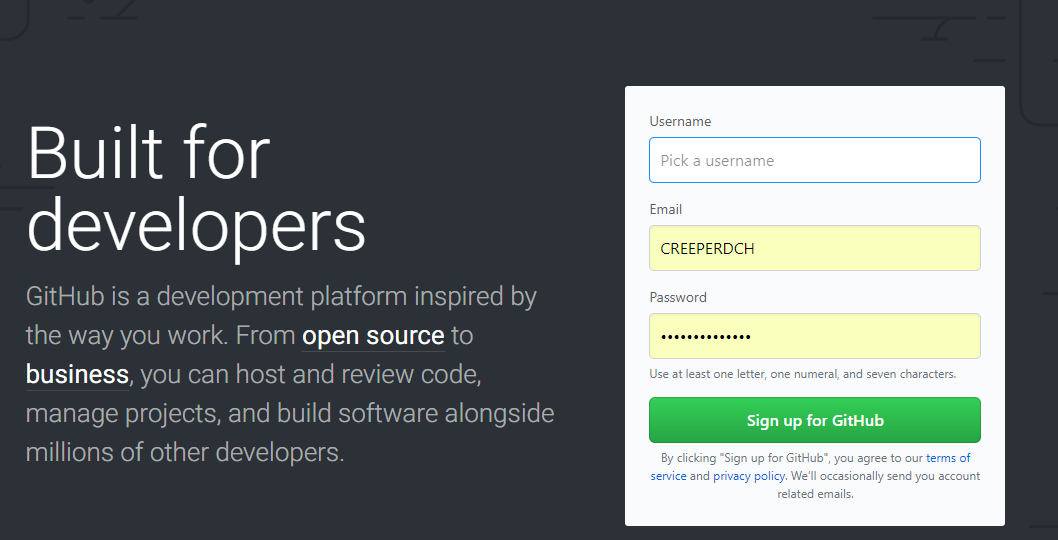 Built for
developers
GitHub is a development platform inspired by
the way you work. From open source to
business, you can host and review code,
manage projects, and build software alongside
millions of other developers.
Username
Pick a username
Email
CREEPERDCH
Password
••••••••••••••
Use at least one letter, one numeral, and seven characters.
Sign up for GitHub
By clicking "Sign up for GitHub", you agree to our terms of
service and privacy policy. We'll occasionally send you account
related emails.